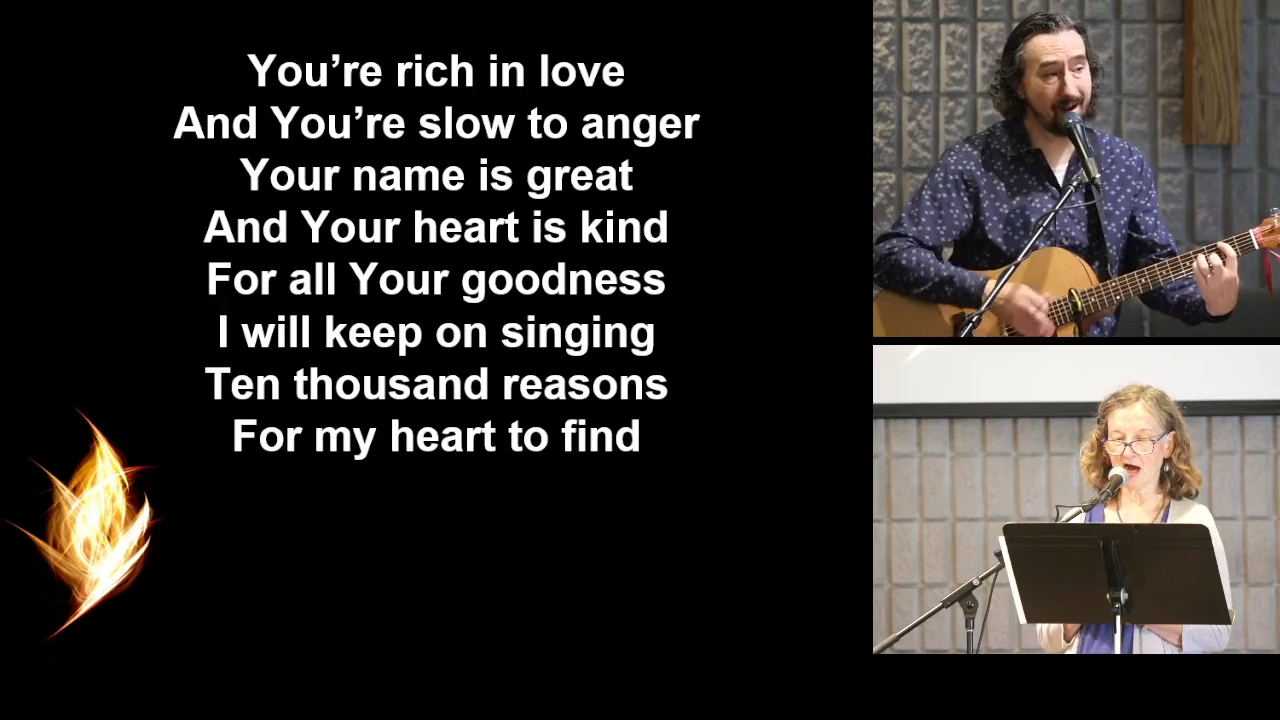 You’re rich in love
And You’re slow to anger
Your name is great
And Your heart is kind
For all Your goodness
I will keep on singing
Ten thousand reasons
For my heart to find